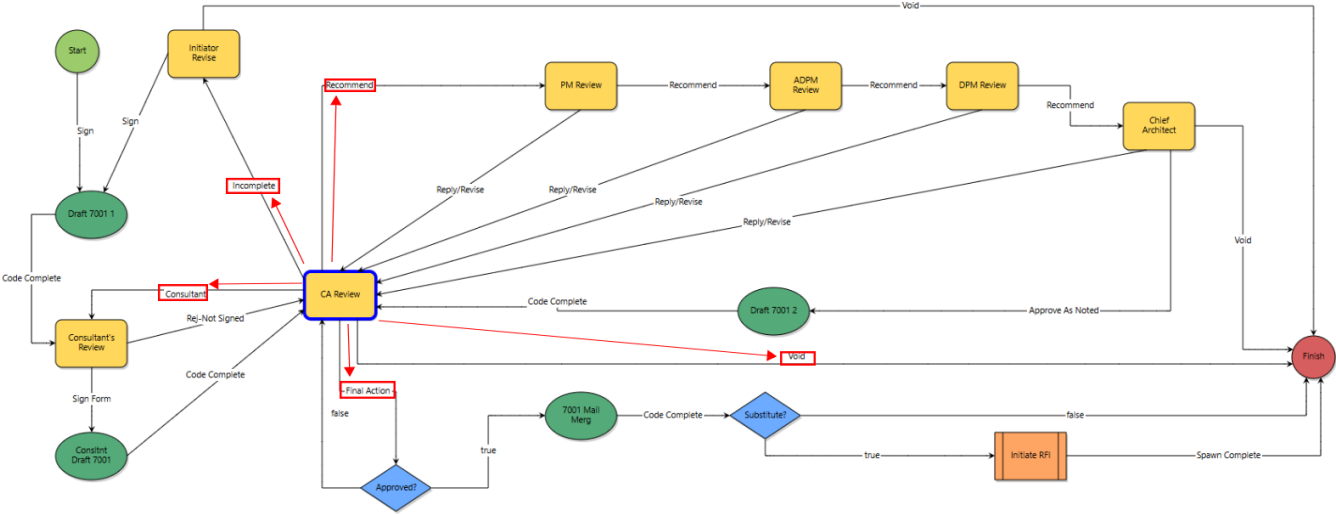 Void
Start
Initiator
Revise
Recommend
PM Review
Recommend
ADPM
Review
Recommend
DPM Review
Recommend
Chief
Architect
Sign
Sign
Incomplete
Reply/Revise
Reply/Revise
Reply/Revise
Reply/Revise
Draft 7001 1
Void
Code Complete
Consultant
CA Review
Code Complete
Draft 7001 2
Approve As Noted
Rej-Not Signed
Consultant's
Review
Void
Finish
Code Complete
Final Action
Sign Form
false
7001 Mail
Merg
Code Complete
Substitute?
false
true
Consltnt
Draft 7001
true
Initiate RFI
Spawn Complete
Approved?